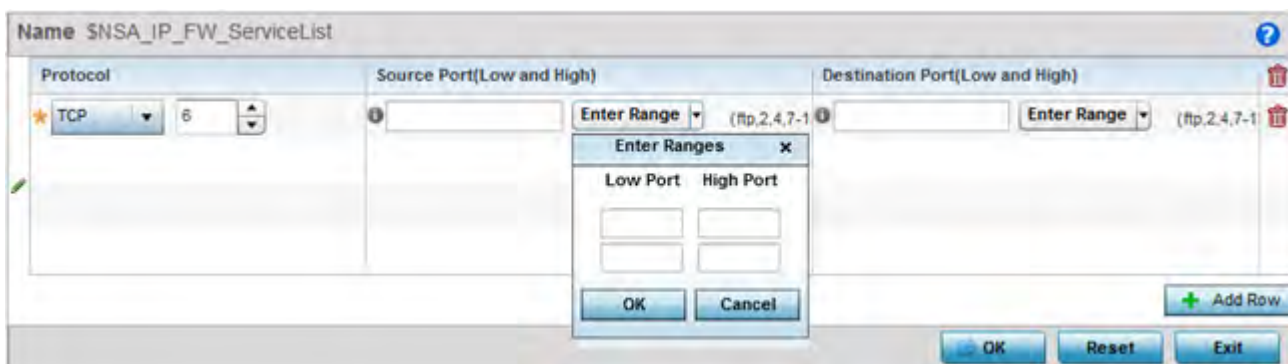 Name $NSA_IP_FW_ServiceList
?
Protocol Source Port(Low and High) Destination Port(Low and High)
TCP 6 Enter Range (ftp,2,4,7-1 Enter Range (ftp,2,4,7-1
Enter Ranges x
Low Port High Port
OK Cancel
+ Add Row
OK Reset Exit